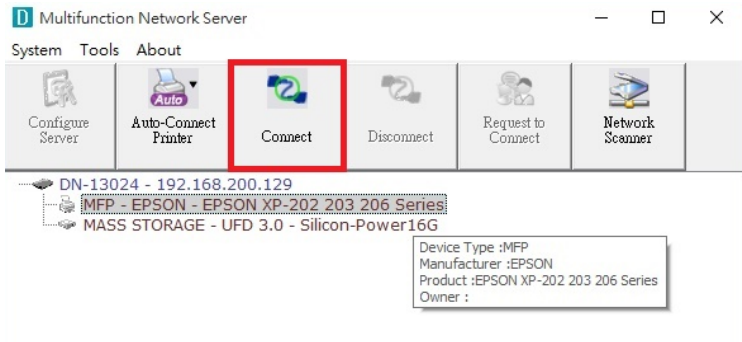 D Multifunction Network Server
System Tools About
Configure Server
Auto
Auto-Connect Printer
Connect
Disconnect
Request to Connect
Network Scanner
DN-13024 - 192.168.200.129
MFP - EPSON - EPSON XP-202 203 206 Series
MASS STORAGE - UFD 3.0 - Silicon-Power16G
Device Type :MFP
Manufacturer :EPSON
Product :EPSON XP-202 203 206 Series
Owner :